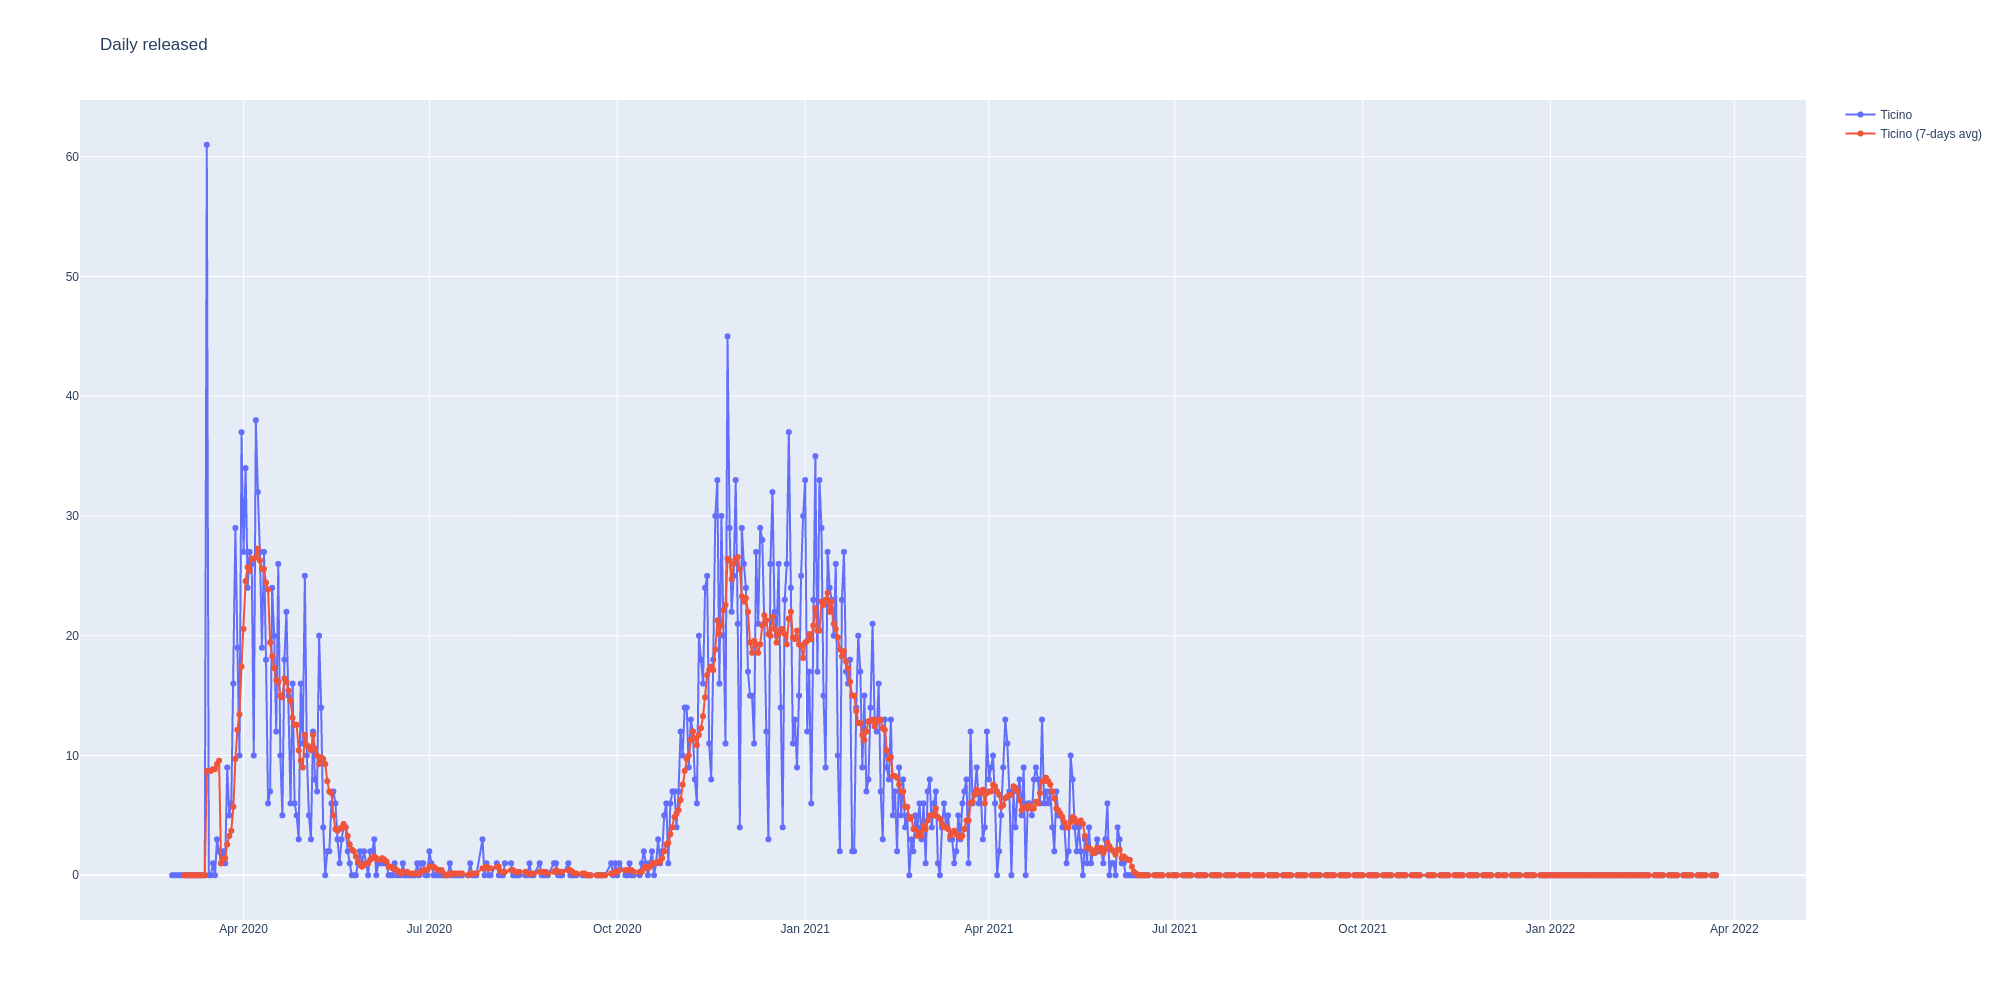 Daily released
Ticino
Ticino (7-days avg)
60
50
40
30
20
10
0
Apr 2020
Jul 2020
Oct 2020
Jan 2021
Apr 2021
Jul 2021
Oct 2021
Jan 2022
Apr 2022